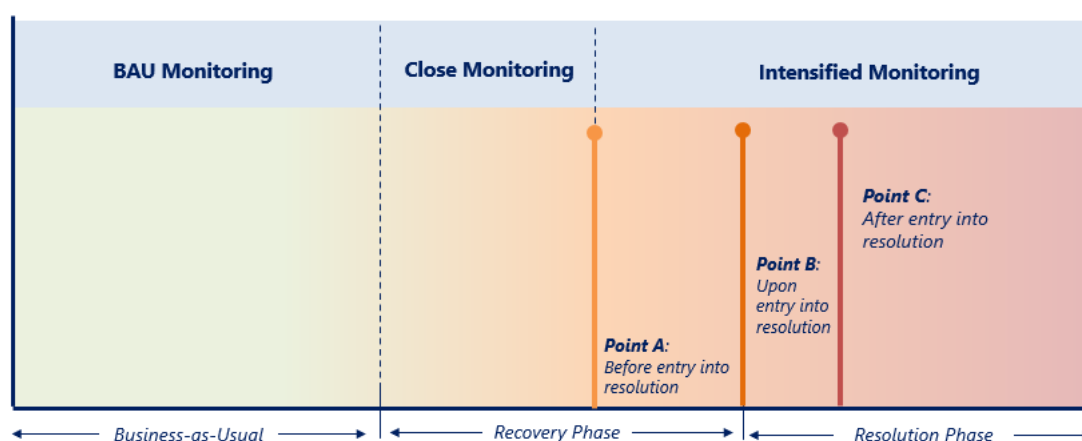 BAU Monitoring
Close Monitoring
Intensified Monitoring
Point C:
After entry into
resolution
Point B:
Upon
entry into
resolution
Point A:
Before entry into
resolution
Business-as-Usual
Recovery Phase
Resolution Phase